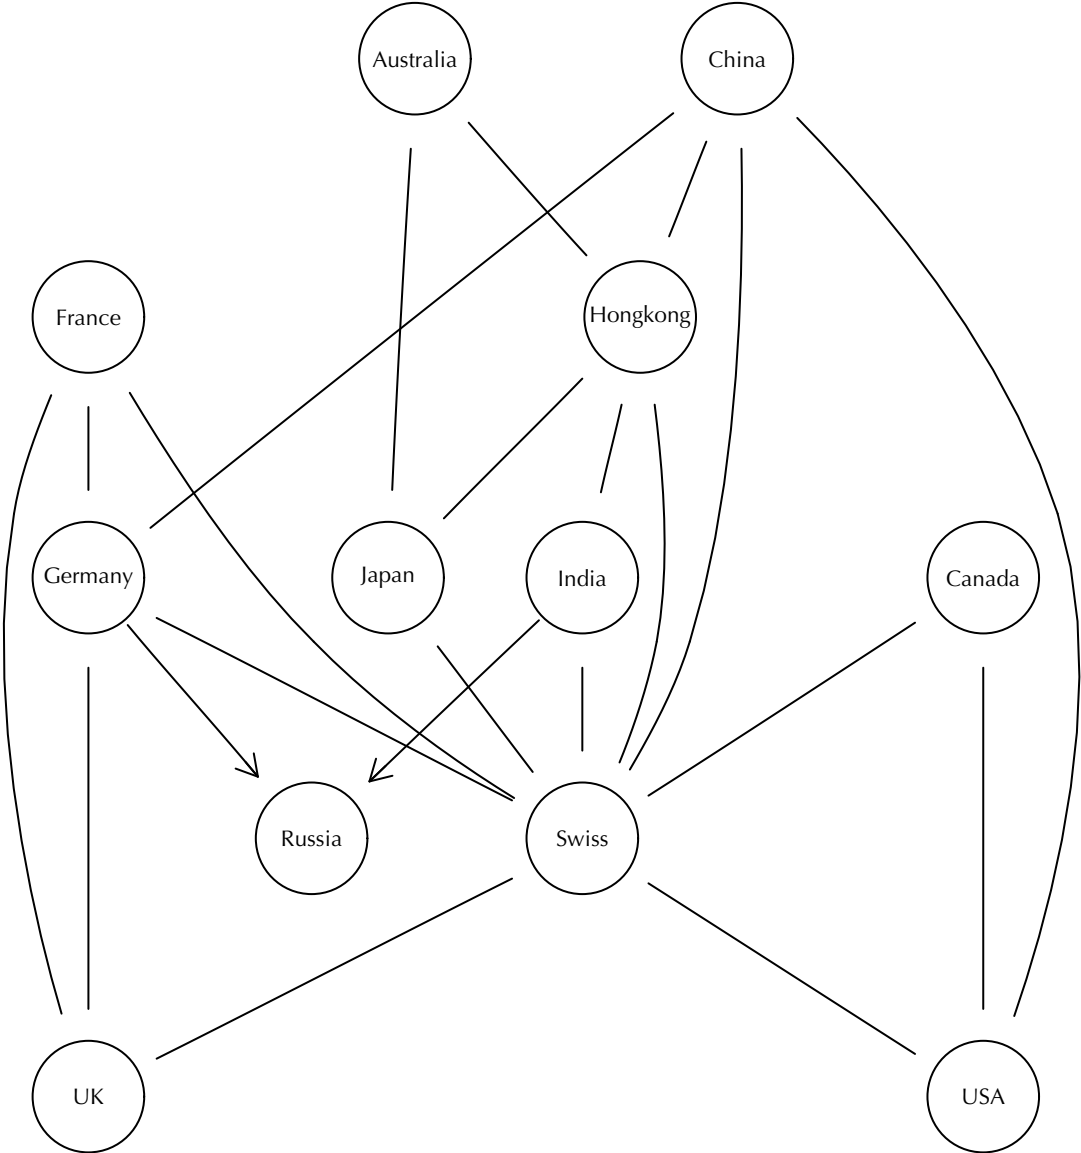 Australia
China
France
Hongkong
Germany
Japan
India
Canada
Russia
Swiss
UK
USA